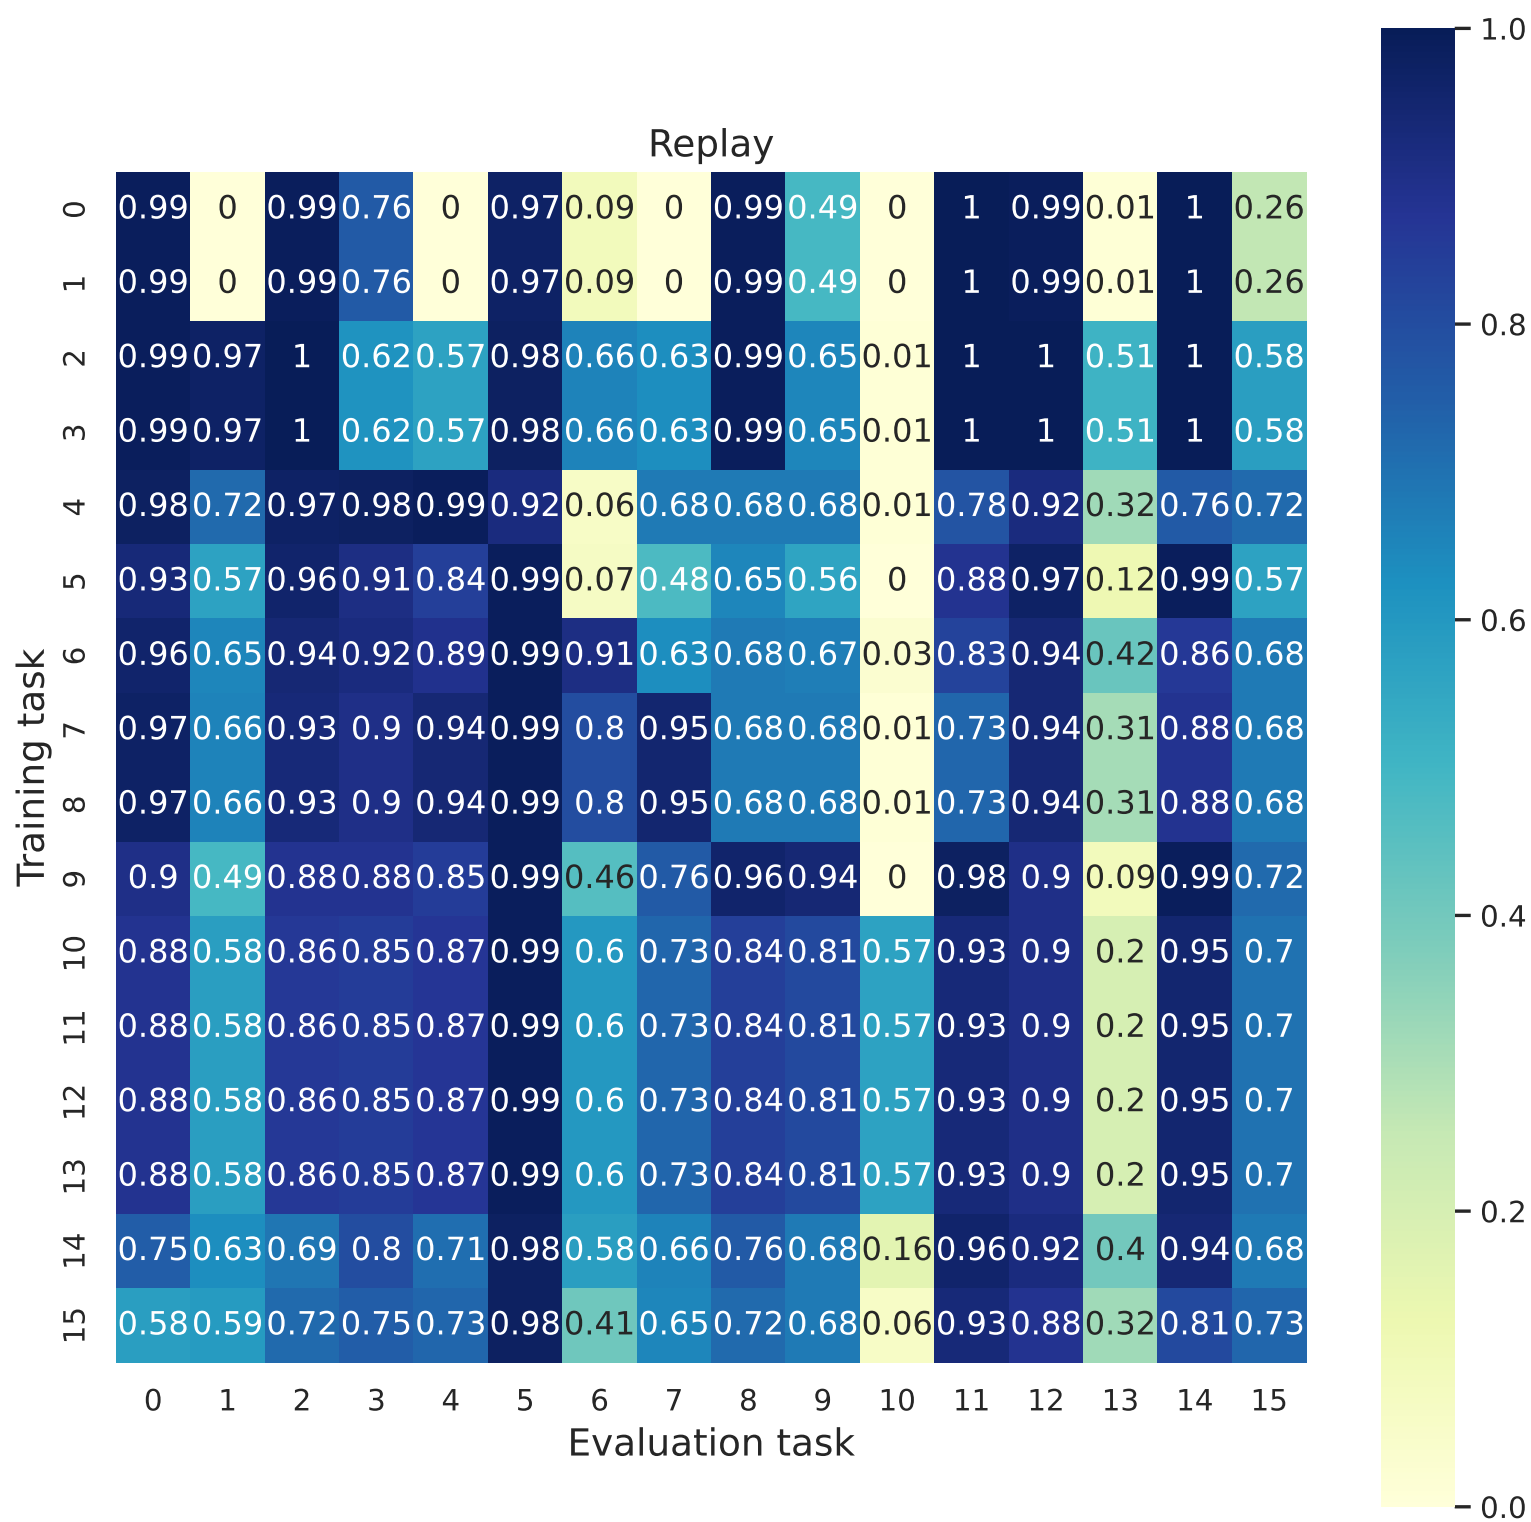 Replay
0 0.99 0 0.99 0.76 0 0.97 0.09 0 0.99 0.49 0 1 0.99 0.01 1 0.26
1 0.99 0 0.99 0.76 0 0.97 0.09 0 0.99 0.49 0 1 0.99 0.01 1 0.26
2 0.99 0.97 1 0.62 0.57 0.98 0.66 0.63 0.99 0.65 0.01 1 1 0.51 1 0.58
3 0.99 0.97 1 0.62 0.57 0.98 0.66 0.63 0.99 0.65 0.01 1 1 0.51 1 0.58
4 0.98 0.72 0.97 0.98 0.99 0.92 0.06 0.68 0.68 0.68 0.01 0.78 0.92 0.32 0.76 0.72
5 0.93 0.57 0.96 0.91 0.84 0.99 0.07 0.48 0.65 0.56 0 0.88 0.97 0.12 0.99 0.57
6 0.96 0.65 0.94 0.92 0.89 0.99 0.91 0.63 0.68 0.67 0.03 0.83 0.94 0.42 0.86 0.68
7 0.97 0.66 0.93 0.9 0.94 0.99 0.8 0.95 0.68 0.68 0.01 0.73 0.94 0.31 0.88 0.68
8 0.97 0.66 0.93 0.9 0.94 0.99 0.8 0.95 0.68 0.68 0.01 0.73 0.94 0.31 0.88 0.68
9 0.9 0.49 0.88 0.88 0.85 0.99 0.46 0.76 0.96 0.94 0 0.98 0.9 0.09 0.99 0.72
10 0.88 0.58 0.86 0.85 0.87 0.99 0.6 0.73 0.84 0.81 0.57 0.93 0.9 0.2 0.95 0.7
11 0.88 0.58 0.86 0.85 0.87 0.99 0.6 0.73 0.84 0.81 0.57 0.93 0.9 0.2 0.95 0.7
12 0.88 0.58 0.86 0.85 0.87 0.99 0.6 0.73 0.84 0.81 0.57 0.93 0.9 0.2 0.95 0.7
13 0.88 0.58 0.86 0.85 0.87 0.99 0.6 0.73 0.84 0.81 0.57 0.93 0.9 0.2 0.95 0.7
14 0.75 0.63 0.69 0.8 0.71 0.98 0.58 0.66 0.76 0.68 0.16 0.96 0.92 0.4 0.94 0.68
15 0.58 0.59 0.72 0.75 0.73 0.98 0.41 0.65 0.72 0.68 0.06 0.93 0.88 0.32 0.81 0.73
0 1 2 3 4 5 6 7 8 9 10 11 12 13 14 15
Evaluation task
Training task
1.0
0.8
0.6
0.4
0.2
0.0